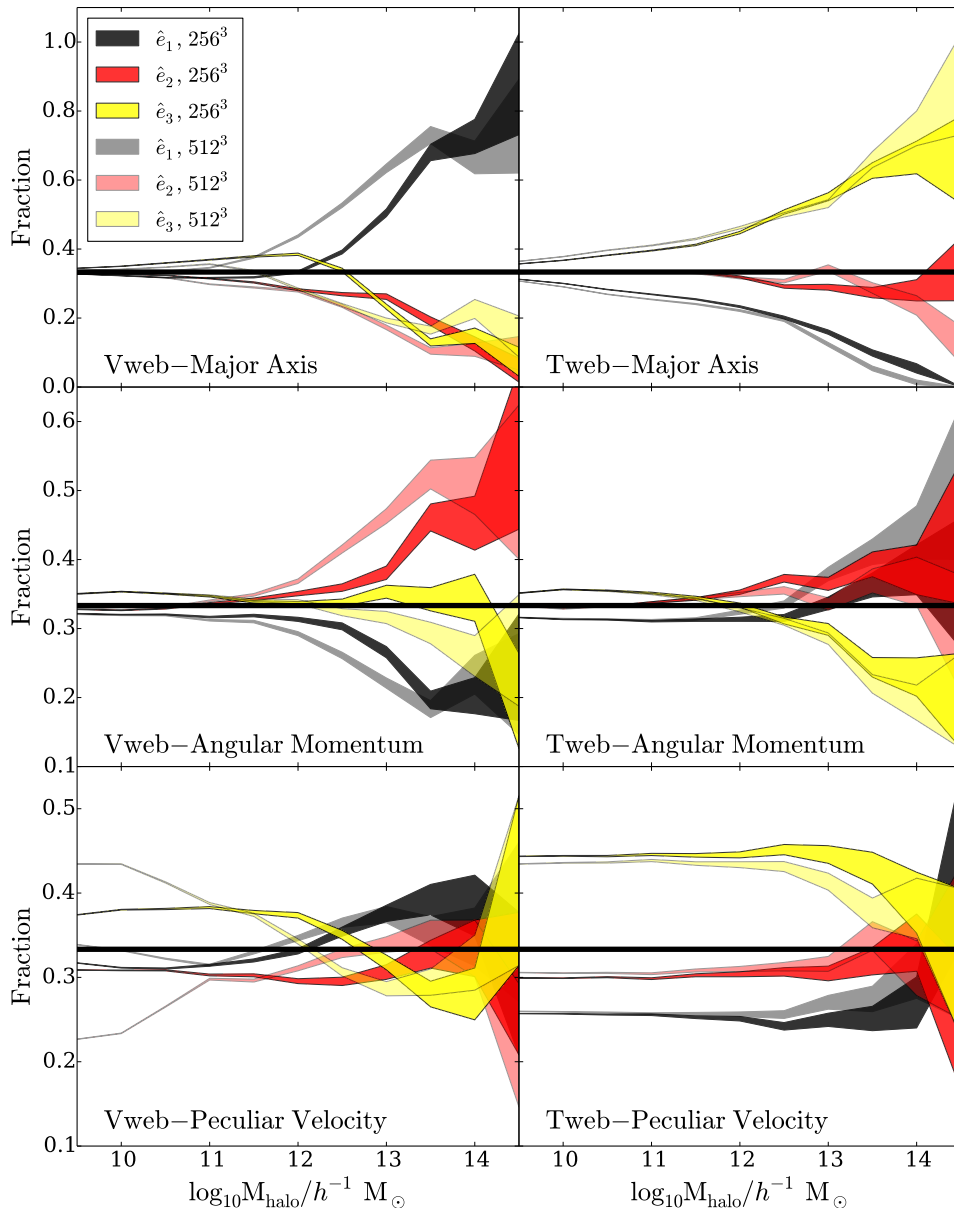 1.0
0.8
0.6
0.4
0.2
0.0
Fraction
ê₁, 256³
ê₂, 256³
ê₃, 256³
ê₁, 512³
ê₂, 512³
ê₃, 512³
Vweb−Major Axis
Tweb−Major Axis
0.6
0.5
0.4
0.3
0.2
0.1
Fraction
Vweb−Angular Momentum
Tweb−Angular Momentum
0.5
0.4
0.3
0.2
0.1
Fraction
Vweb−Peculiar Velocity
Tweb−Peculiar Velocity
10 11 12 13 14 10 11 12 13 14
log₁₀M_halo/h⁻¹ M_⊙ log₁₀M_halo/h⁻¹ M_⊙